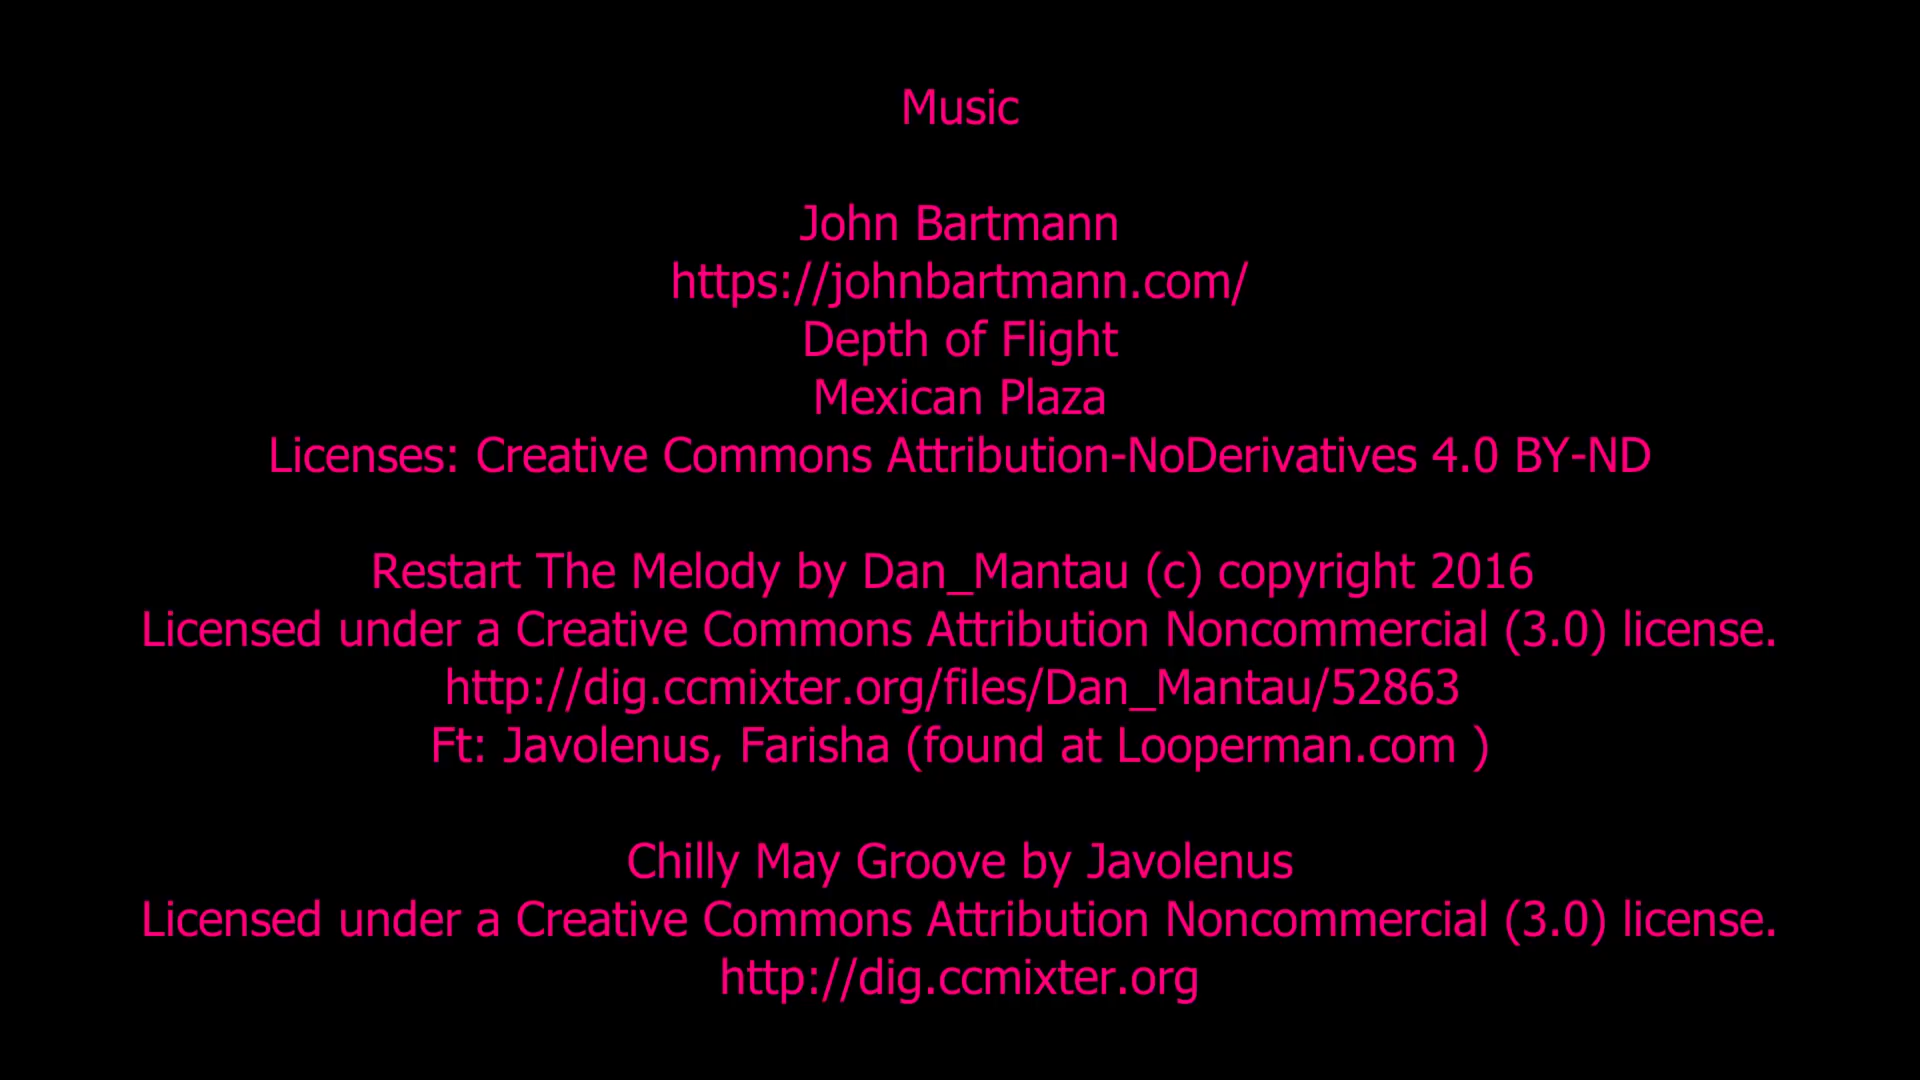 Music
John Bartmann
https://johnbartmann.com/
Depth of Flight
Mexican Plaza
Licenses: Creative Commons Attribution-NoDerivatives 4.0 BY-ND
Restart The Melody by Dan_Mantau (c) copyright 2016
Licensed under a Creative Commons Attribution Noncommercial (3.0) license.
http://dig.ccmixter.org/files/Dan_Mantau/52863
Ft: Javolenus, Farisha (found at Looperman.com )
Chilly May Groove by Javolenus
Licensed under a Creative Commons Attribution Noncommercial (3.0) license.
http://dig.ccmixter.org